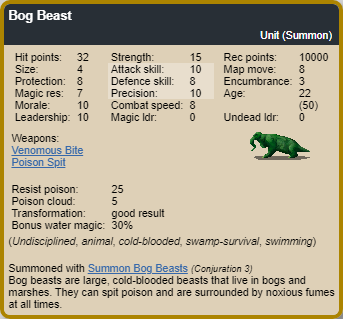 Bog Beast
Unit (Summon)
Hit points: 32 Strength: 15 Rec points: 10000
Size: 4 Attack skill: 10 Map move: 8
Protection: 8 Defence skill: 8 Encumbrance: 3
Magic res: 7 Precision: 10 Age: 22
Morale: 10 Combat speed: 8 (50)
Leadership: 10 Magic ldr: 0 Undead ldr: 0
Weapons:
Venomous Bite
Poison Spit
Resist poison: 25
Poison cloud: 5
Transformation: good result
Bonus water magic: 30%
(Undisciplined, animal, cold-blooded, swamp-survival, swimming)
Summoned with Summon Bog Beasts (Conjuration 3)
Bog beasts are large, cold-blooded beasts that live in bogs and
marshes. They can spit poison and are surrounded by noxious fumes
at all times.